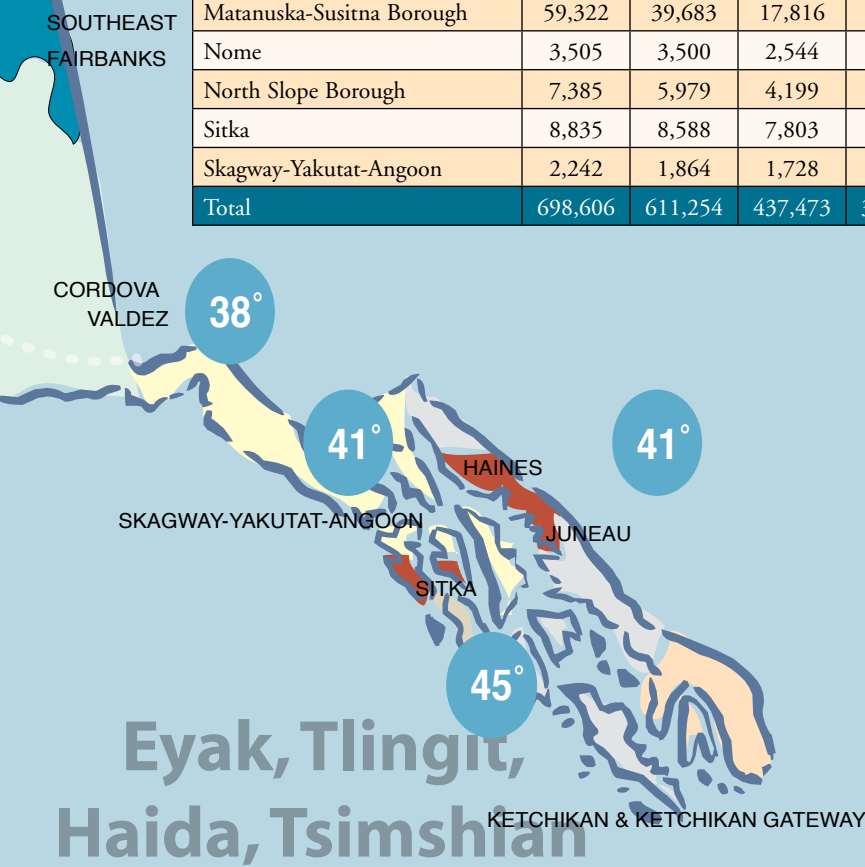 SOUTHEAST
FAIRBANKS
Matanuska-Susitna Borough 59,322 39,683 17,816
Nome 3,505 3,500 2,544
North Slope Borough 7,385 5,979 4,199
Sitka 8,835 8,588 7,803
Skagway-Yakutat-Angoon 2,242 1,864 1,728
Total 698,606 611,254 437,473
CORDOVA
VALDEZ
38°
41°
41°
HAINES
SKAGWAY-YAKUTAT-ANGOON
JUNEAU
SITKA
45°
Eyak, Tlingit,
Haida, Tsimshian
KETCHIKAN & KETCHIKAN GATEWAY